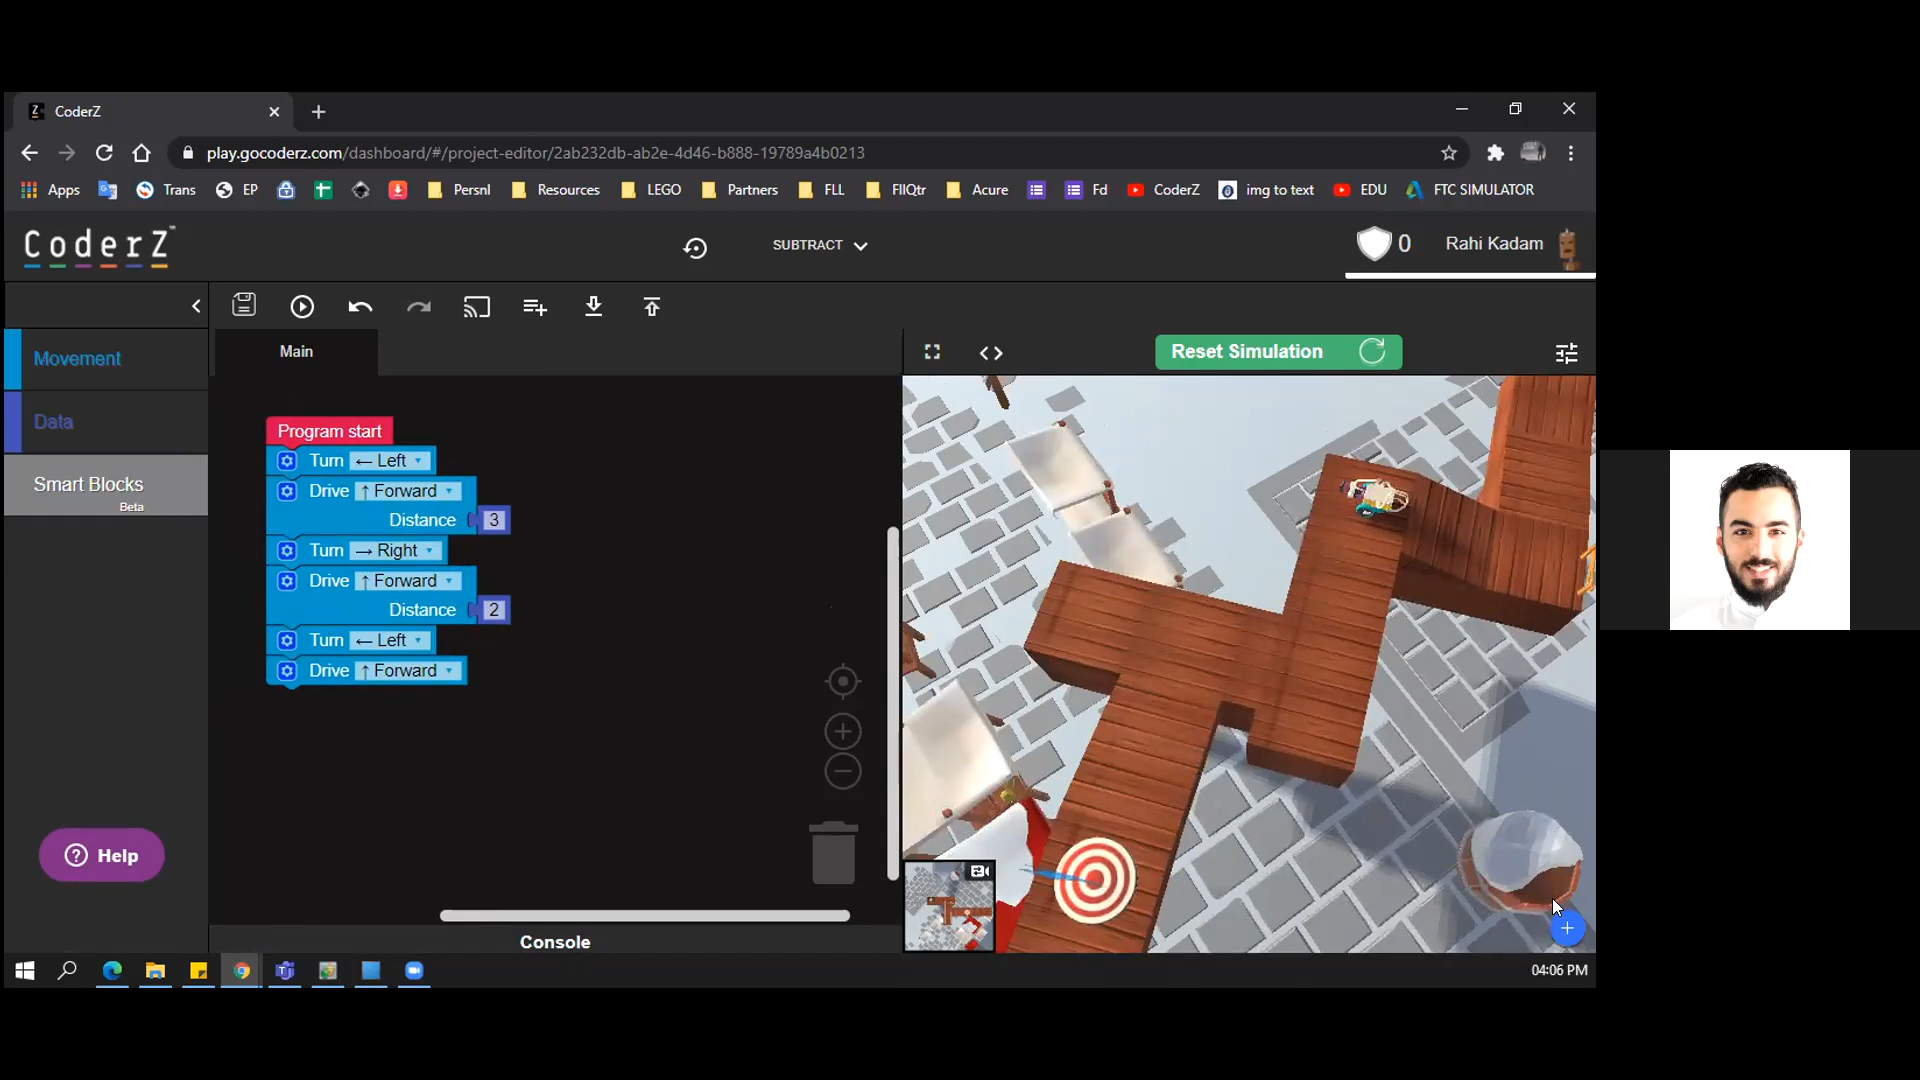 CoderZ
play.gocoderz.com/dashboard/#/project-editor/2ab232db-ab2e-4d46-b888-19789a4b0213
Apps Trans EP Persnl Resources LEGO Partners FLL FllQtr Acure Fd CoderZ img to text EDU FTC SIMULATOR
CoderZ™ SUBTRACT 0 Rahi Kadam
Main
Reset Simulation
Movement
Data
Smart Blocks
Beta
Program start
Turn ← Left
Drive ↑ Forward
Distance 3
Turn → Right
Drive ↑ Forward
Distance 2
Turn ← Left
Drive ↑ Forward
? Help
Console
04:06 PM